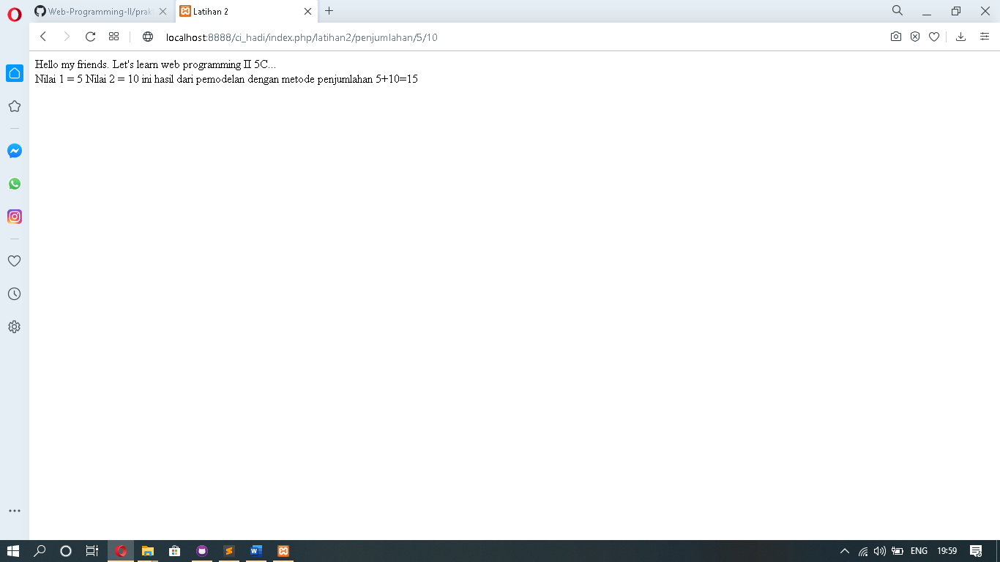 Web-Programming-II/prak
Latihan 2
localhost:8888/ci_hadi/index.php/latihan2/penjumlahan/5/10
Hello my friends. Let's learn web programming II 5C...
Nilai 1 = 5 Nilai 2 = 10 ini hasil dari pemodelan dengan metode penjumlahan 5+10=15
ENG
19:59